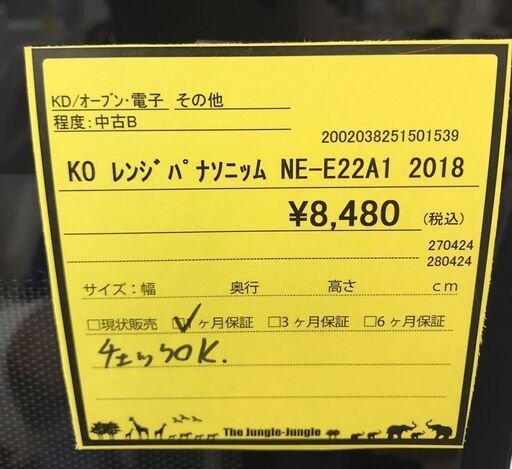 KD/オーブン・電子 その他
程度:中古B
2002038251501539
KO レンジパナソニッム NE-E22A1 2018
¥8,480 (税込)
270424
280424
サイズ:幅 奥行 高さ cm
□現状販売 ☑1ヶ月保証 □3ヶ月保証 □6ヶ月保証
チェックOK.
The Jungle-Jungle